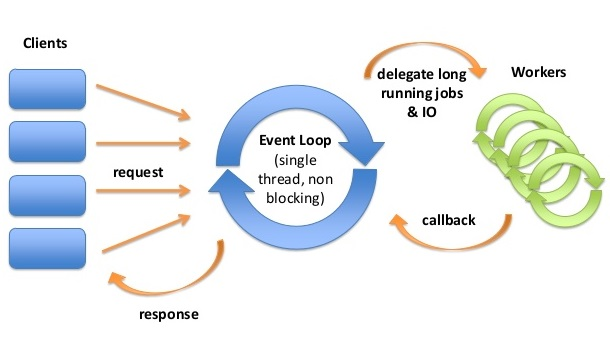 Clients
delegate long
running jobs
& IO
Workers
Event Loop
(single
thread, non
blocking)
request
callback
response